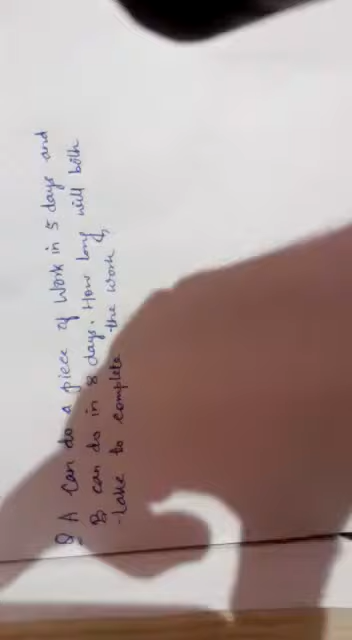 Q A can do a piece of work in 5 days and
B can do in 8 days. How long will both
take to complete the work,